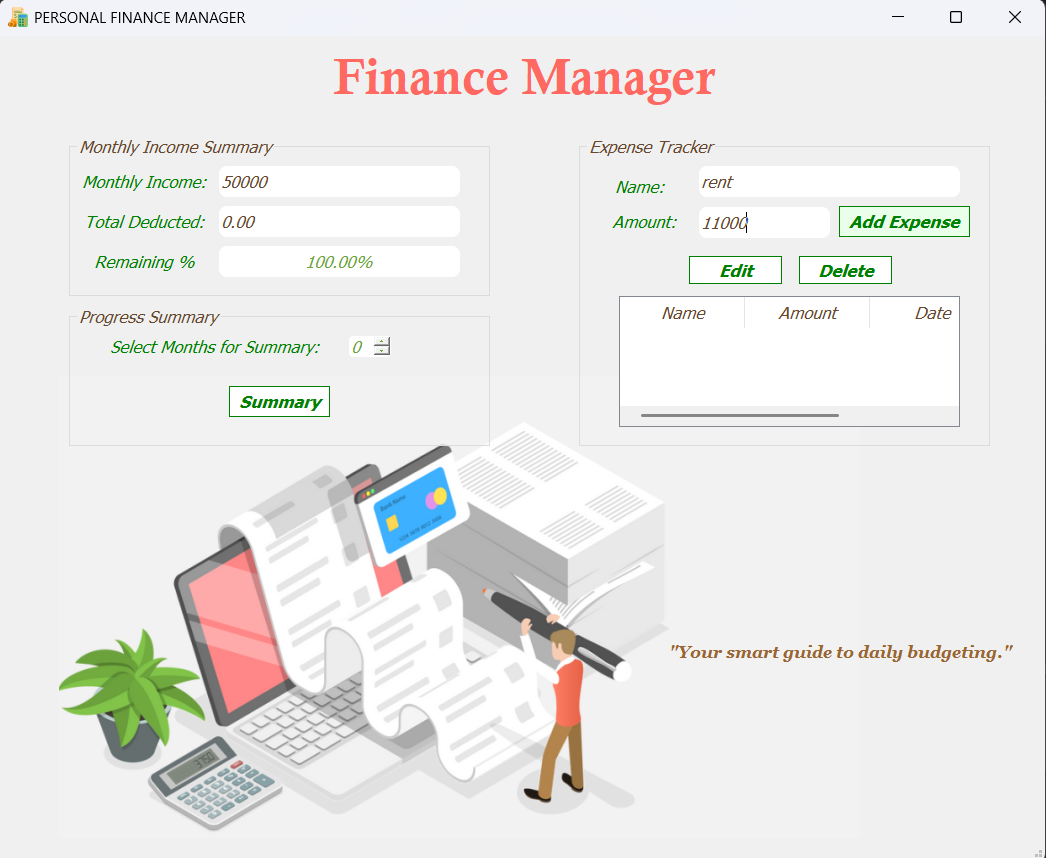 PERSONAL FINANCE MANAGER
Finance Manager
Monthly Income Summary
Monthly Income: 50000
Total Deducted: 0.00
Remaining % 100.00%
Progress Summary
Select Months for Summary: 0
Summary
Expense Tracker
Name: rent
Amount: 11000 Add Expense
Edit Delete
Name Amount Date
Bank Name
"Your smart guide to daily budgeting."